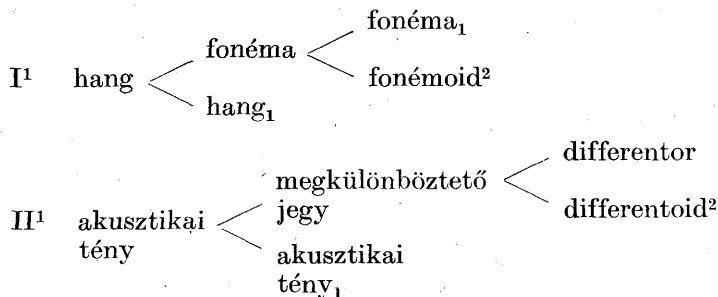 fonéma₁
fonéma
I¹ hang fonémoid²
hang₁
differentor
megkülönböztető
II¹ akusztikai jegy differentoid²
tény akusztikai
tény₁